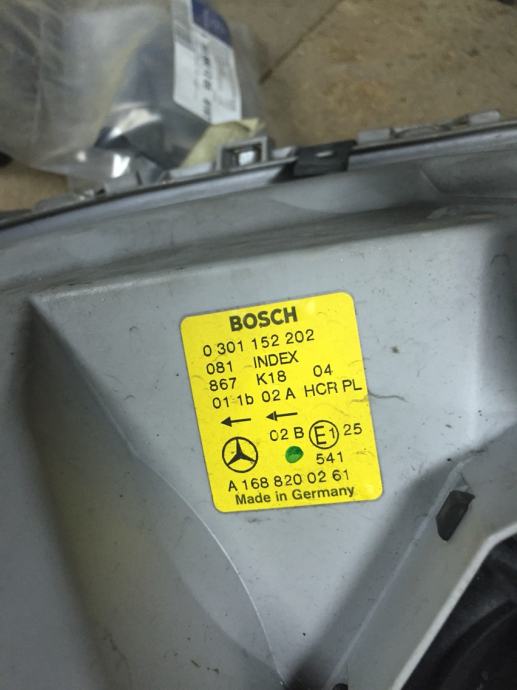 BOSCH
0 301 152 202
081 INDEX
867 K18 04
01 1b 02 A HCR PL
02 B E1 25
541
A 168 820 02 61
Made in Germany